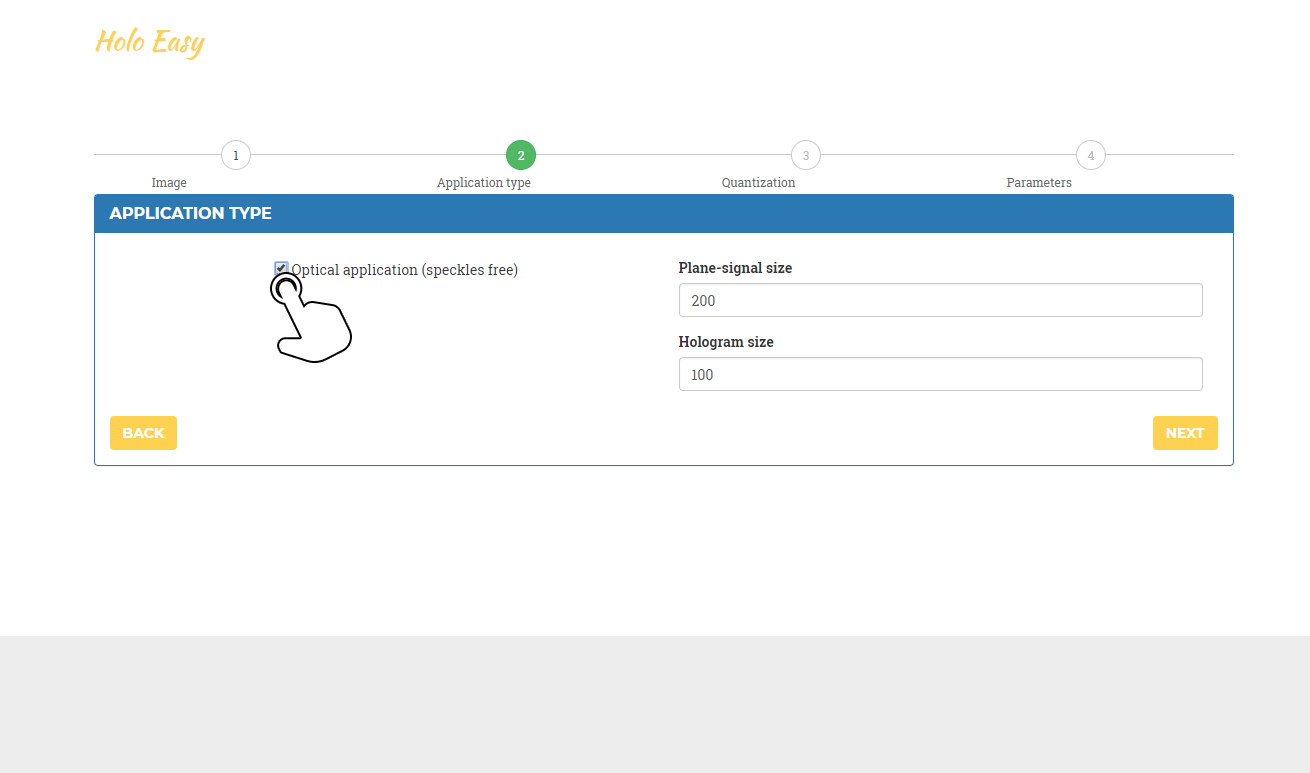 Holo Easy
1
2
3
4
Image
Application type
Quantization
Parameters
APPLICATION TYPE
Optical application (speckles free)
Plane-signal size
200
Hologram size
100
BACK
NEXT